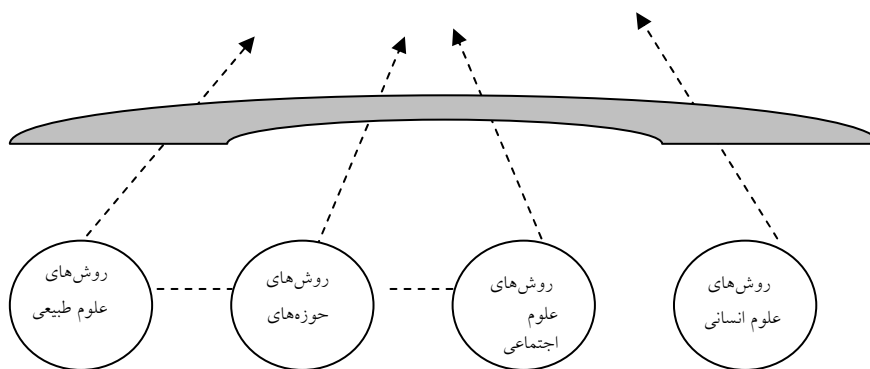 روش‌های
علوم انسانی
روش‌های
علوم
اجتماعی
روش‌های
حوزه‌های
روش‌های
علوم طبیعی